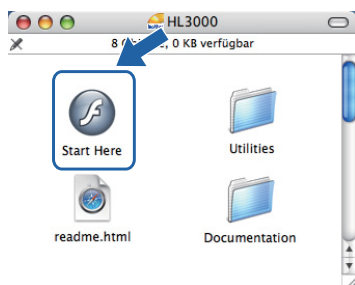 HL3000
8 O, 0 KB verfügbar
Start Here
Utilities
readme.html
Documentation